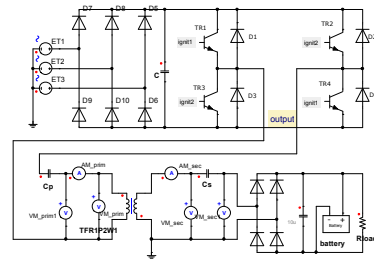 D7
D8
D5
TR1
ignit1
D1
TR2
ignit2
ET1
ET2
ET3
C
TR3
ignit2
D3
TR4
ignit1
D9
D10
D6
output
Cp
AM_prim
AM_sec
Cs
VM_prim1
VM_prim
TFR1P2W1
VM_sec
VM_sec
10u
Battery
battery
Rload